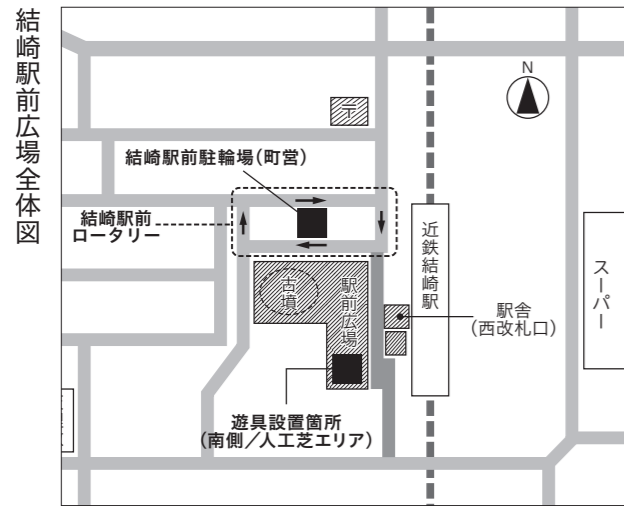 結崎駅前広場全体図
N
〒
結崎駅前駐輪場(町営)
結崎駅前
ロータリー
近鉄結崎駅
スーパー
古墳
駅前広場
駅舎
(西改札口)
遊具設置箇所
(南側／人工芝エリア)